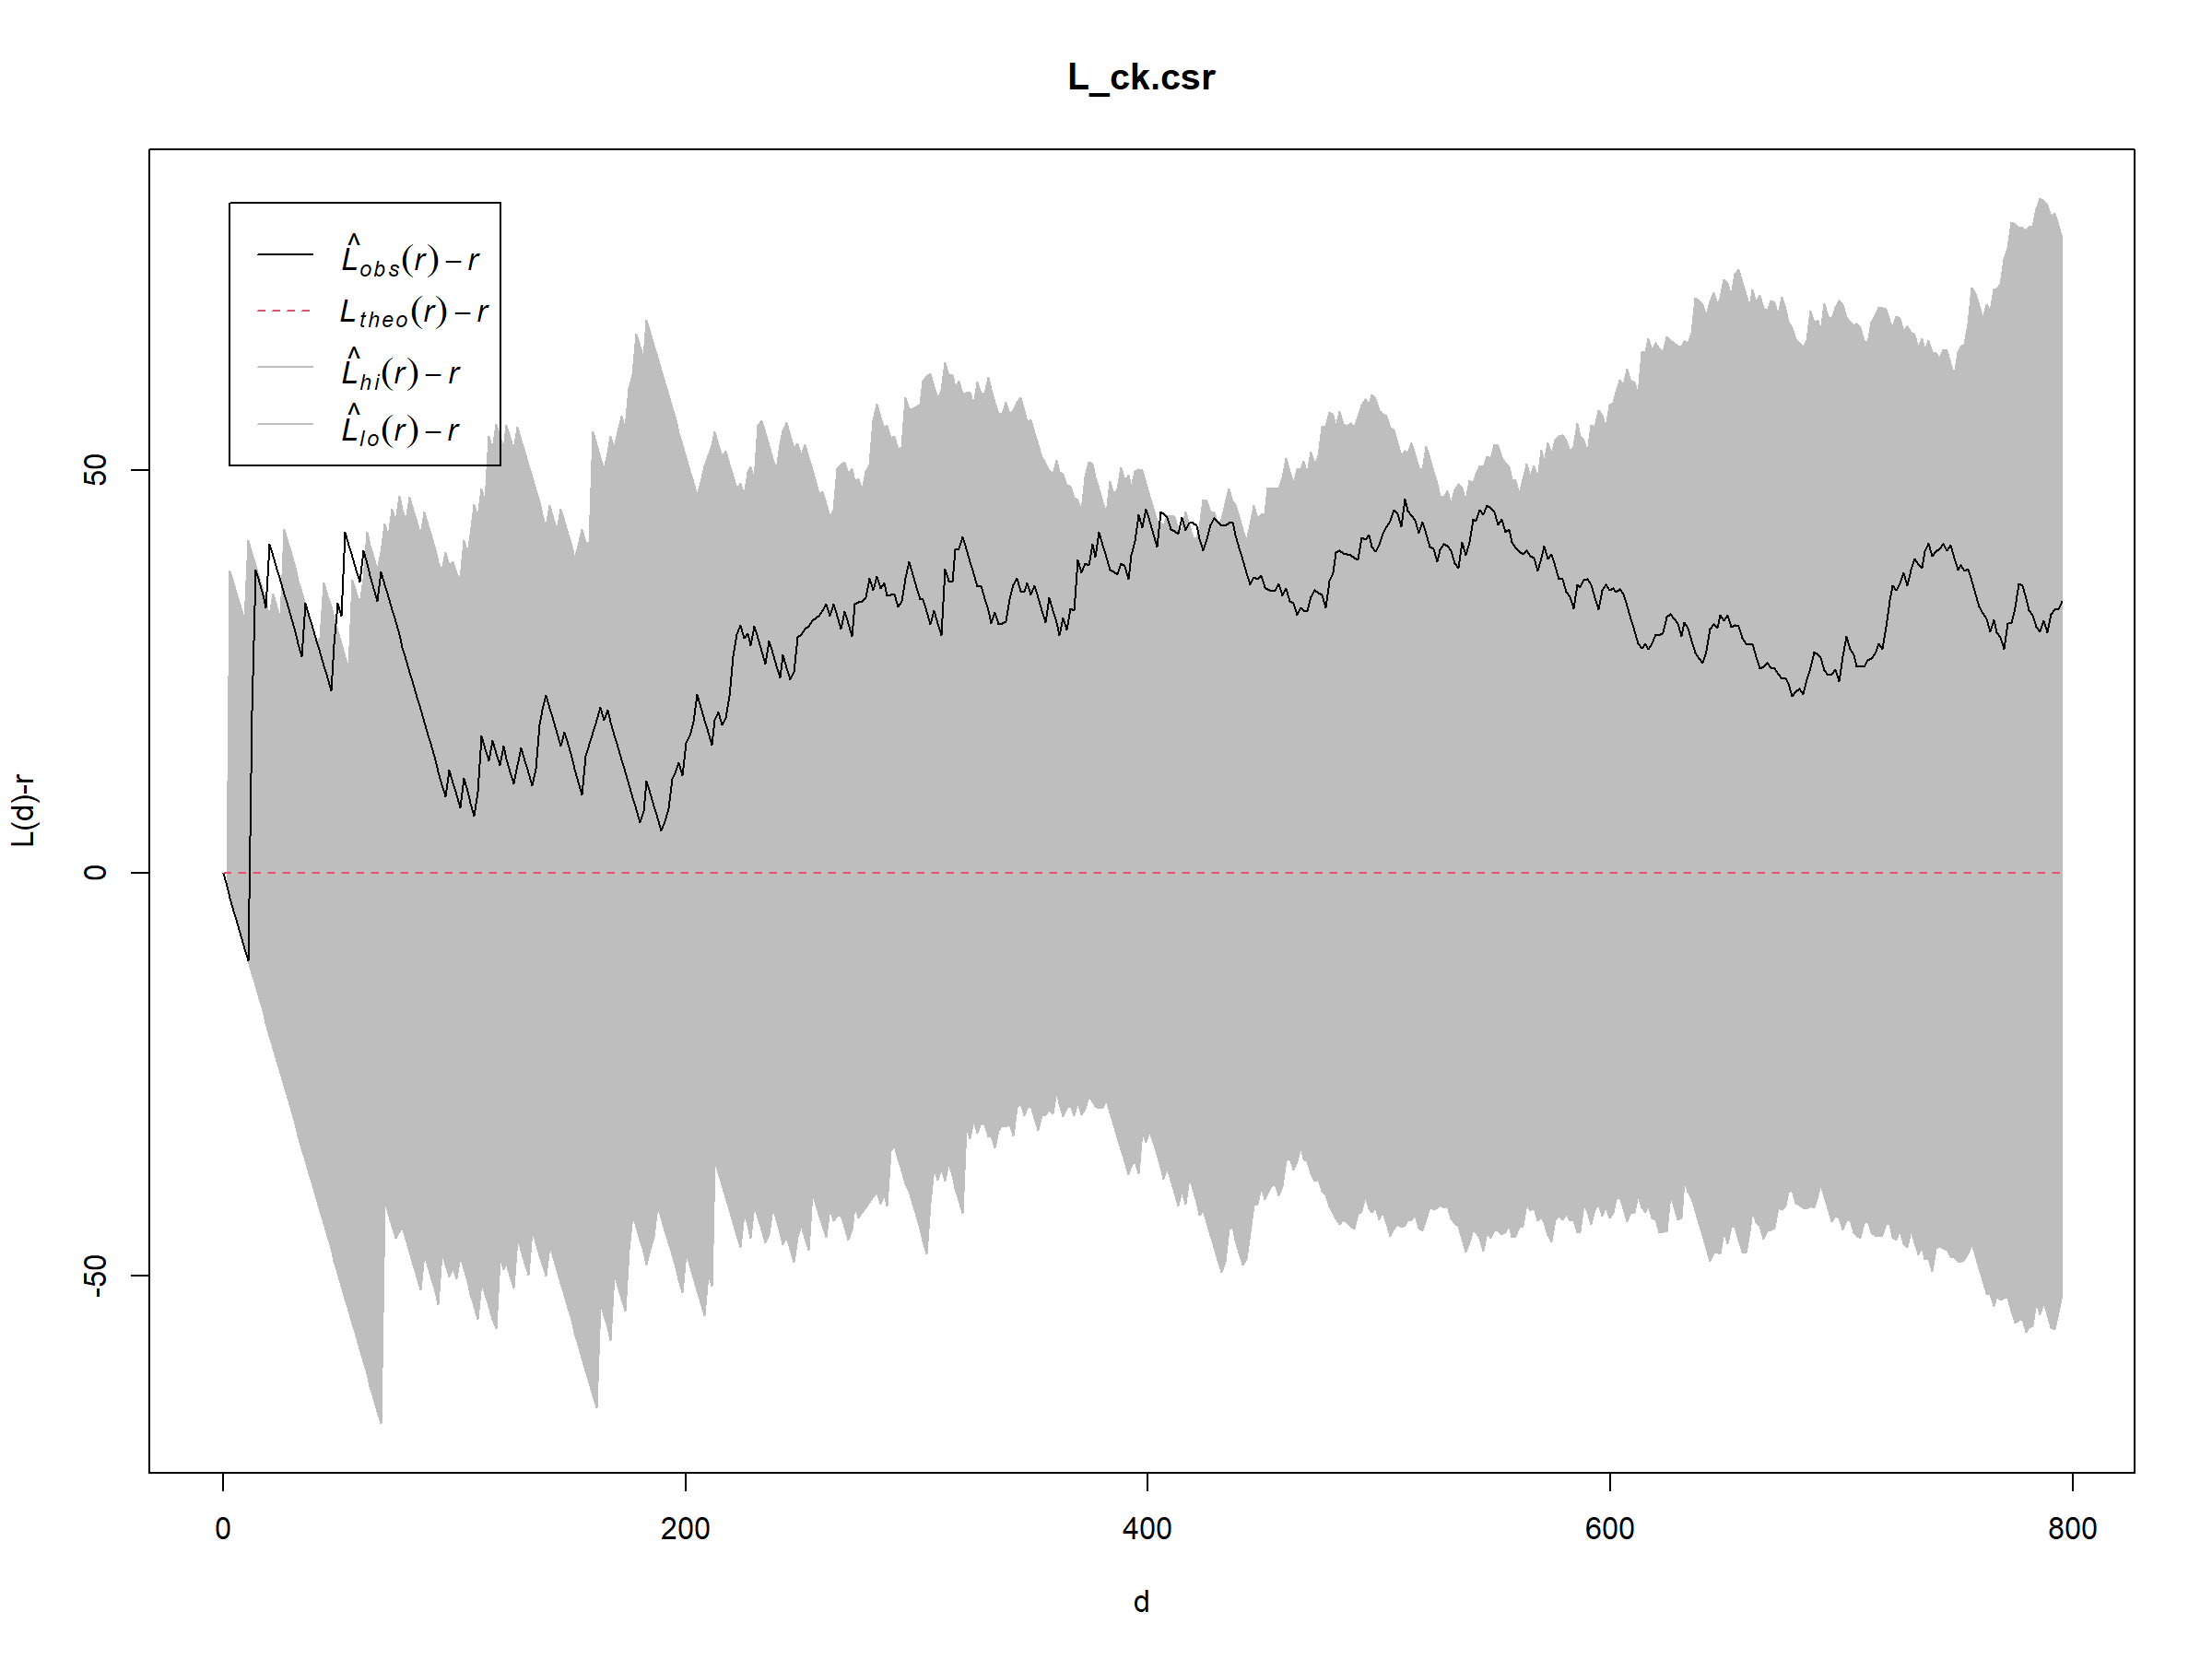 L_ck.csr
L̂obs(r) − r
Ltheo(r) − r
L̂hi(r) − r
L̂lo(r) − r
L(d)-r
50
0
-50
0 200 400 600 800
d